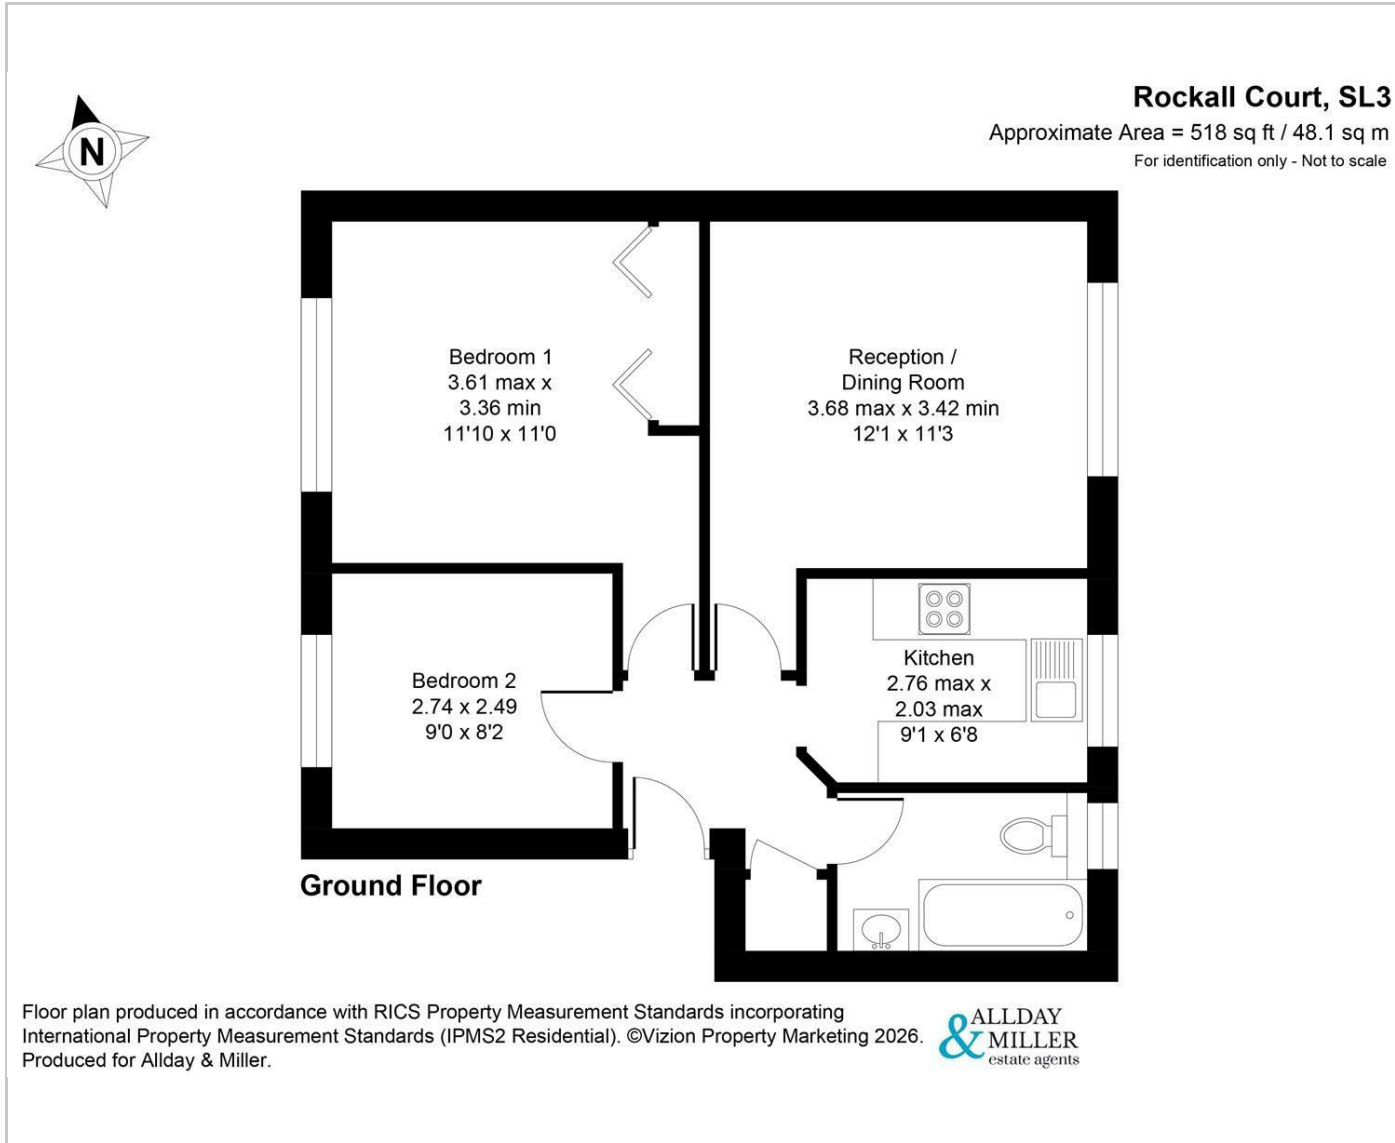 N
Rockall Court, SL3
Approximate Area = 518 sq ft / 48.1 sq m
For identification only - Not to scale
Bedroom 1
3.61 max x
3.36 min
11'10 x 11'0
Reception /
Dining Room
3.68 max x 3.42 min
12'1 x 11'3
Bedroom 2
2.74 x 2.49
9'0 x 8'2
Kitchen
2.76 max x
2.03 max
9'1 x 6'8
Ground Floor
Floor plan produced in accordance with RICS Property Measurement Standards incorporating
International Property Measurement Standards (IPMS2 Residential). ©Vizion Property Marketing 2026.
Produced for Allday & Miller.
ALLDAY
& MILLER
estate agents